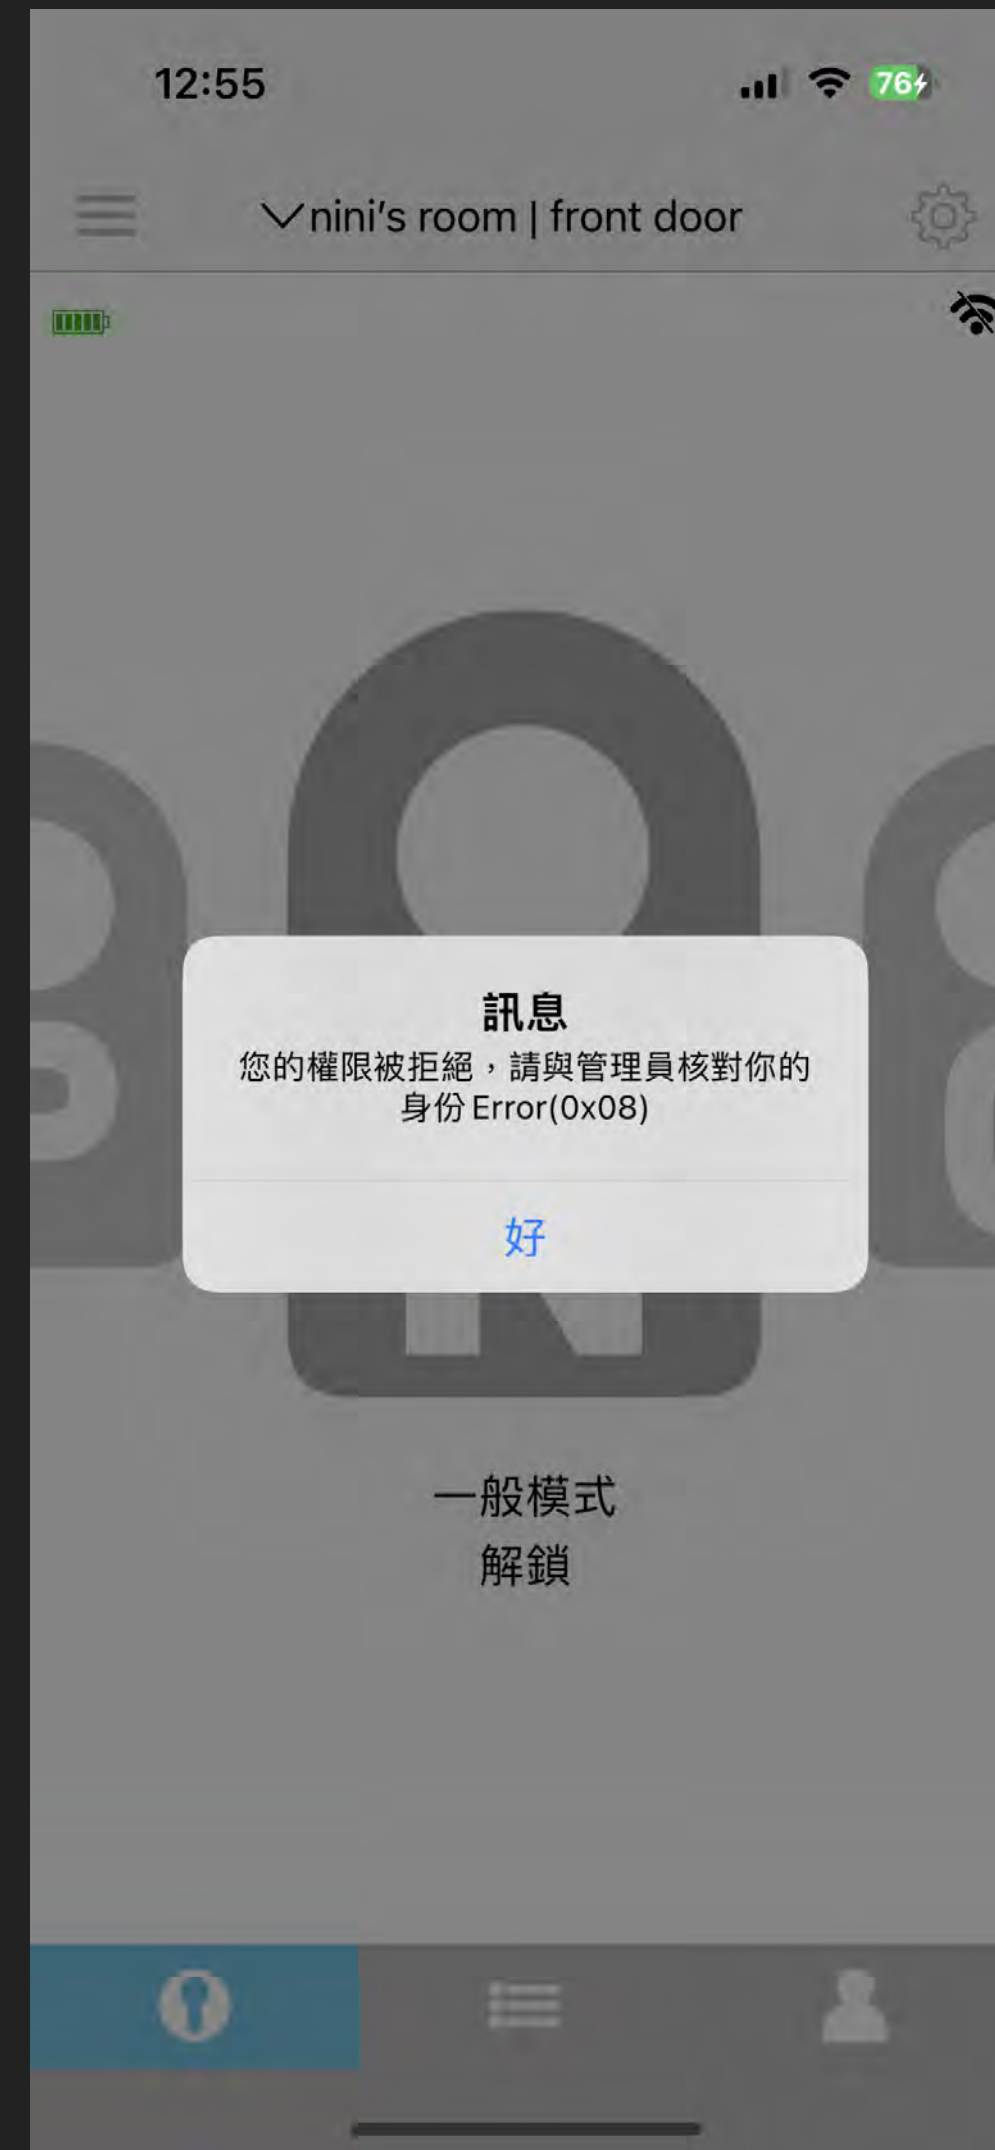 12:55
76
nini's room | front door
訊息
您的權限被拒絕，請與管理員核對你的
身份 Error(0x08)
好
N
一般模式
解鎖